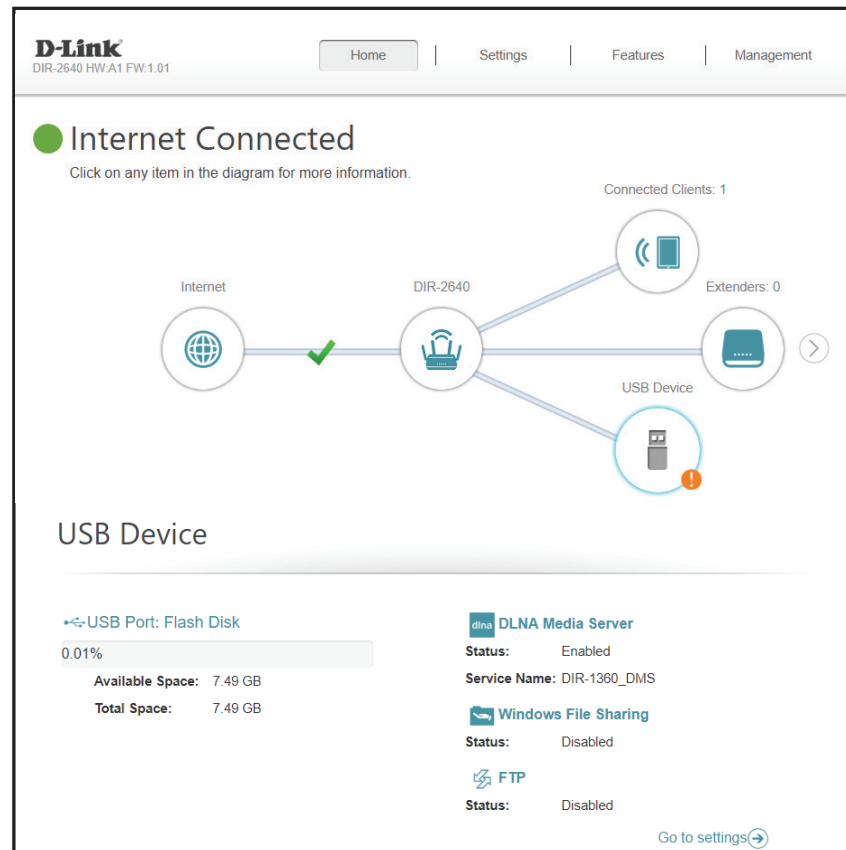 D-Link
DIR-2640 HW:A1 FW:1.01
Home
Settings
Features
Management
Internet Connected
Click on any item in the diagram for more information.
Connected Clients: 1
Internet
DIR-2640
Extenders: 0
USB Device
USB Device
USB Port: Flash Disk
0.01%
Available Space: 7.49 GB
Total Space: 7.49 GB
dlna DLNA Media Server
Status: Enabled
Service Name: DIR-1360_DMS
Windows File Sharing
Status: Disabled
FTP
Status: Disabled
Go to settings